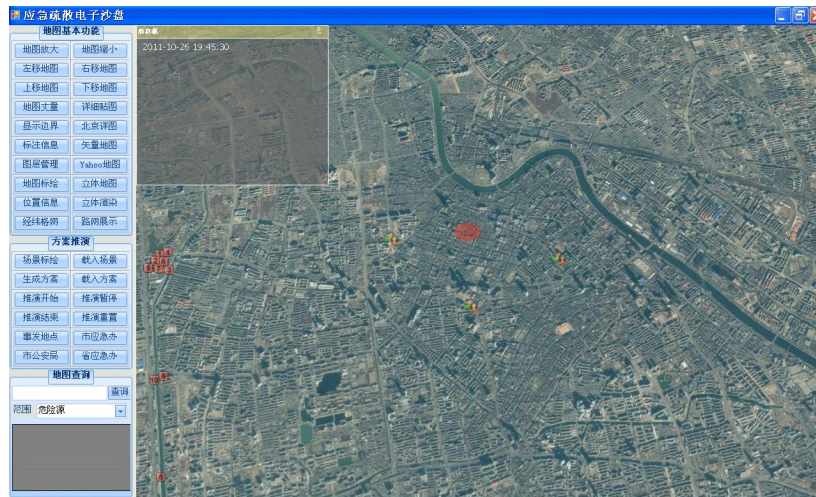 应急疏散电子沙盘
地图基本功能
地图放大 地图缩小
左移地图 右移地图
上移地图 下移地图
地图丈量 详细贴图
显示边界 北京详图
标注信息 矢量地图
图层管理 Yahoo地图
地图标绘 立体地图
位置信息 立体渲染
经纬格网 路网展示
方案推演
场景标绘 载入场景
生成方案 载入方案
推演开始 推演暂停
推演结束 推演重置
事发地点 市应急办
市公安局 省应急办
地图查询
查询
范围 危险源
信息板
2011-10-26 19:45:30
10 9
8